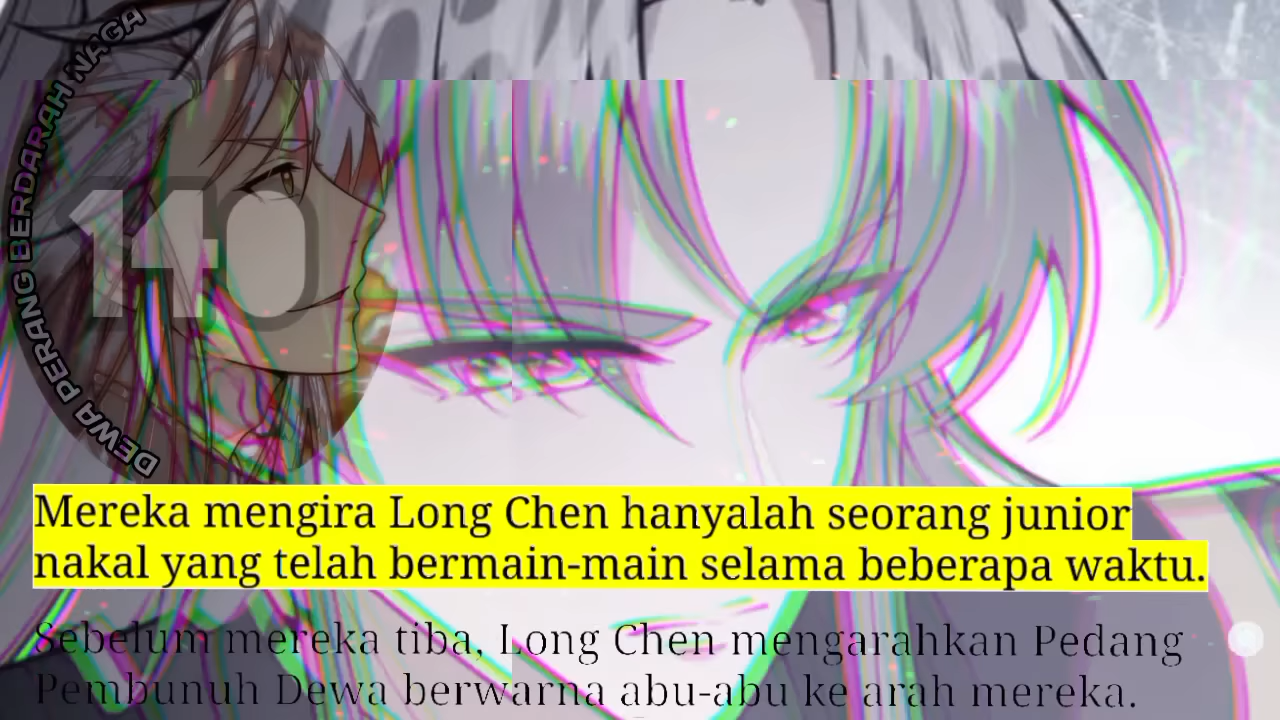 DEWA PERANG BERDARAH NAGA
140
Mereka mengira Long Chen hanyalah seorang junior
nakal yang telah bermain-main selama beberapa waktu.
Sebelum mereka tiba, Long Chen mengarahkan Pedang
Pembunuh Dewa berwarna abu-abu ke arah mereka.